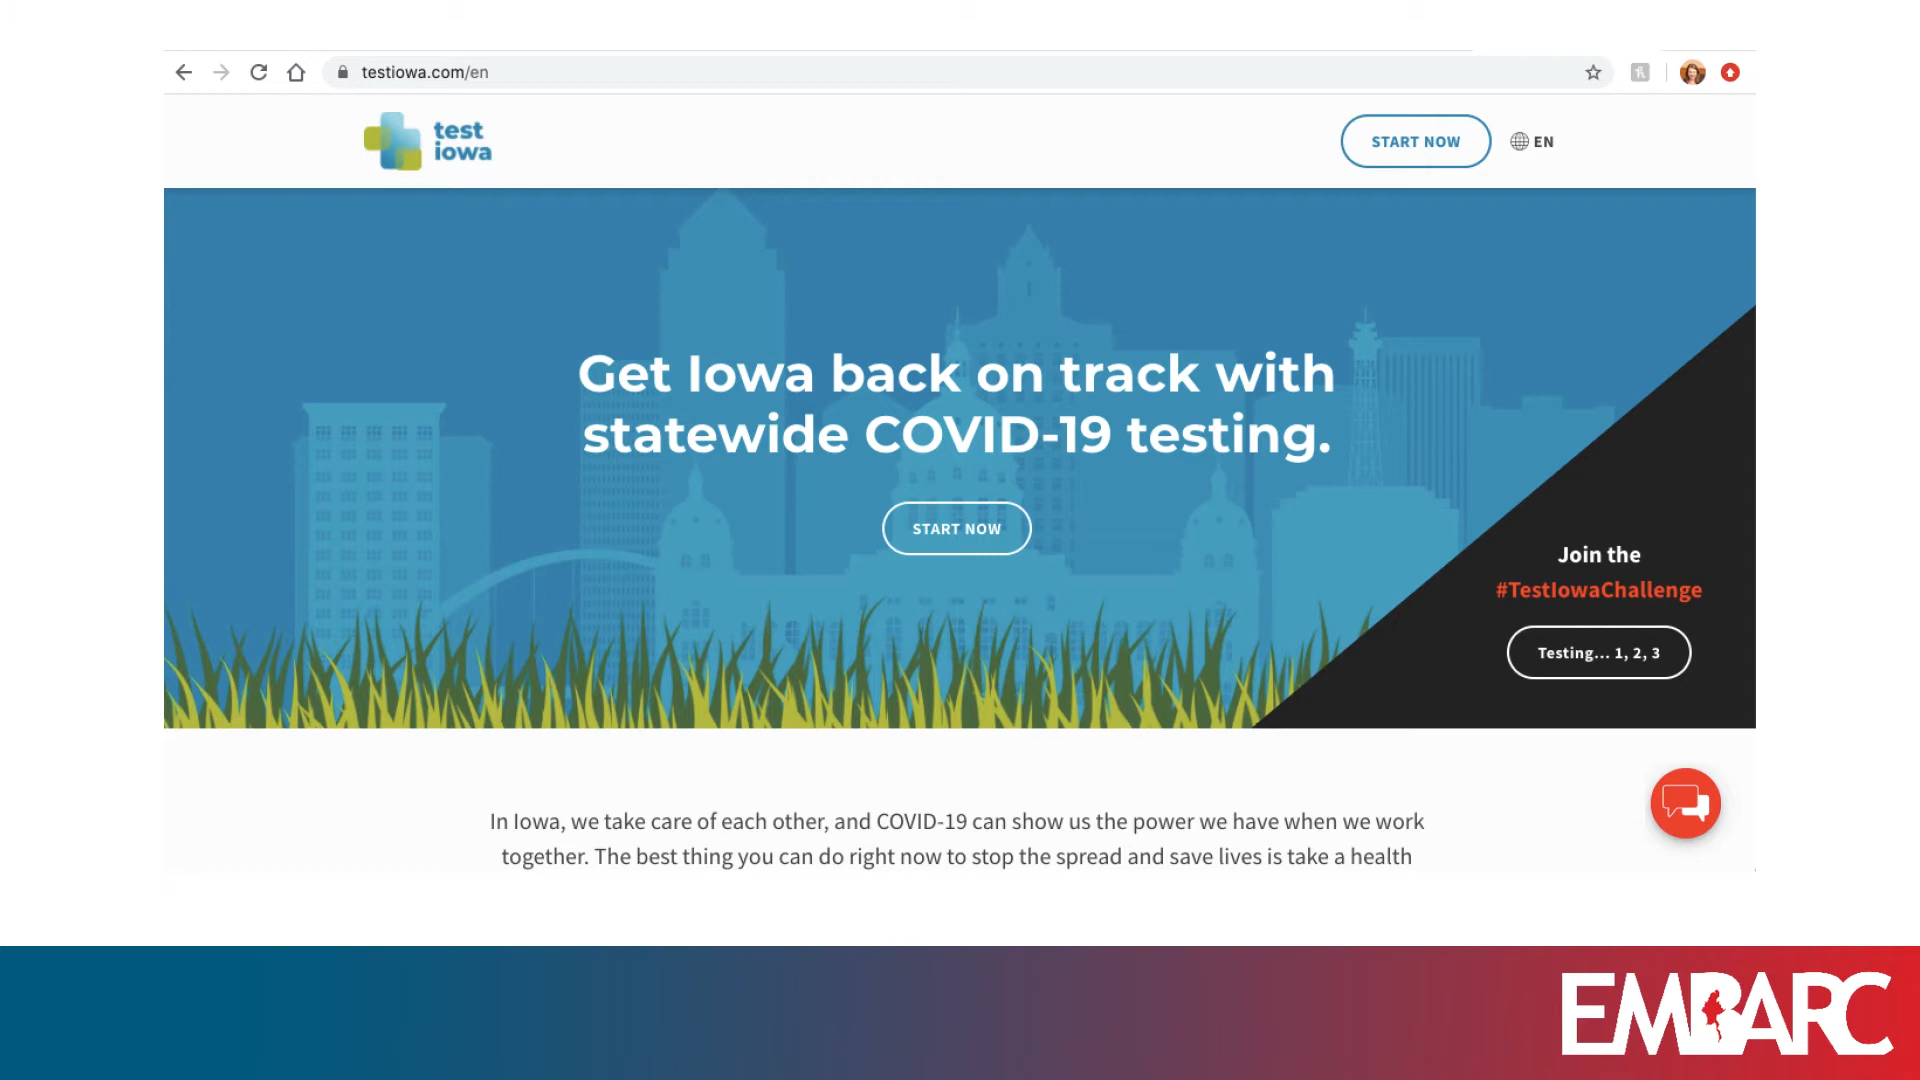 testiowa.com/en
test
iowa
START NOW
EN
Get Iowa back on track with
statewide COVID-19 testing.
START NOW
Join the
#TestIowaChallenge
Testing... 1, 2, 3
In Iowa, we take care of each other, and COVID-19 can show us the power we have when we work
together. The best thing you can do right now to stop the spread and save lives is take a health
EMBARC